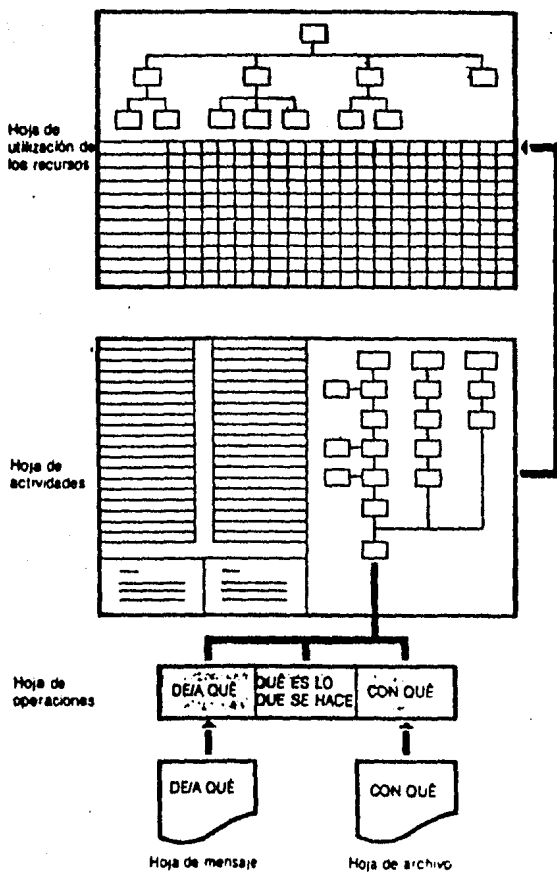 Hoja de
utilización de
los recursos
Hoja de
actividades
Hoja de
operaciones
DE/A QUÉ
QUÉ ES LO
QUE SE HACE
CON QUÉ
DE/A QUÉ
CON QUÉ
Hoja de mensaje
Hoja de archivo